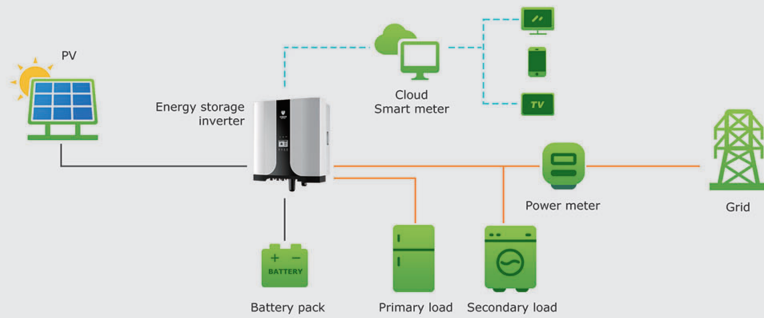 PV
Energy storage
inverter
Cloud
Smart meter
TV
Power meter
Grid
+ −
BATTERY
Battery pack
Primary load
Secondary load